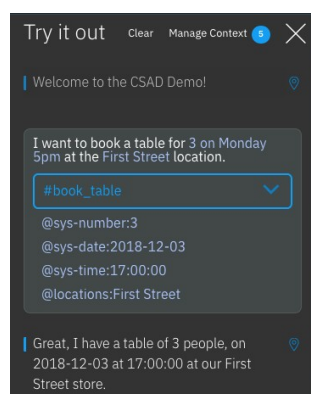 Try it out Clear Manage Context 5
Welcome to the CSAD Demo!
I want to book a table for 3 on Monday
5pm at the First Street location.
#book_table
@sys-number:3
@sys-date:2018-12-03
@sys-time:17:00:00
@locations:First Street
Great, I have a table of 3 people, on
2018-12-03 at 17:00:00 at our First
Street store.